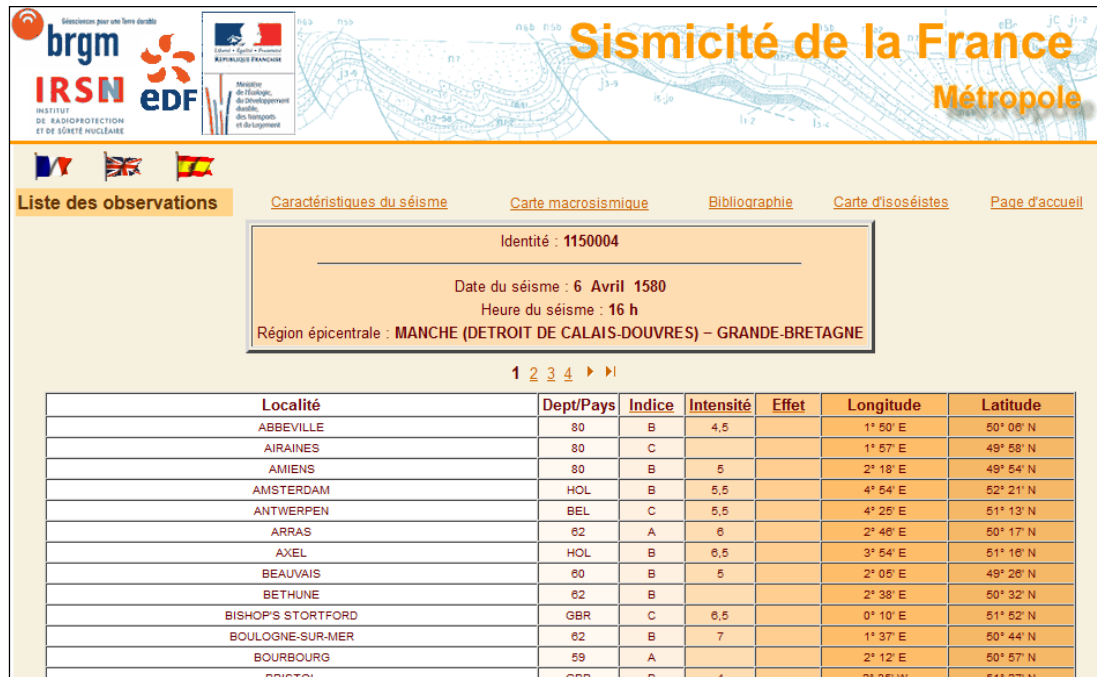 Géosciences pour une Terre durable
brgm
IRSN
INSTITUT
DE RADIOPROTECTION
ET DE SÛRETÉ NUCLÉAIRE
eDF
Liberté • Égalité • Fraternité
RÉPUBLIQUE FRANÇAISE
Ministère
de l'Écologie,
du Développement
durable,
des Transports
et du Logement
Sismicité de la France
Métropole
Liste des observations Caractéristiques du séisme Carte macrosismique Bibliographie Carte d'isoséistes Page d'accueil
Identité : 1150004
Date du séisme : 6 Avril 1580
Heure du séisme : 16 h
Région épicentrale : MANCHE (DETROIT DE CALAIS-DOUVRES) – GRANDE-BRETAGNE
1 2 3 4
Localité Dept/Pays Indice Intensité Effet Longitude Latitude
ABBEVILLE 80 B 4,5 1° 50' E 50° 06' N
AIRAINES 80 C 1° 57' E 49° 58' N
AMIENS 80 B 5 2° 18' E 49° 54' N
AMSTERDAM HOL B 5,5 4° 54' E 52° 21' N
ANTWERPEN BEL C 5,5 4° 25' E 51° 13' N
ARRAS 62 A 6 2° 46' E 50° 17' N
AXEL HOL B 6,5 3° 54' E 51° 16' N
BEAUVAIS 60 B 5 2° 05' E 49° 26' N
BETHUNE 62 B 2° 38' E 50° 32' N
BISHOP'S STORTFORD GBR C 6,5 0° 10' E 51° 52' N
BOULOGNE-SUR-MER 62 B 7 1° 37' E 50° 44' N
BOURBOURG 59 A 2° 12' E 50° 57' N